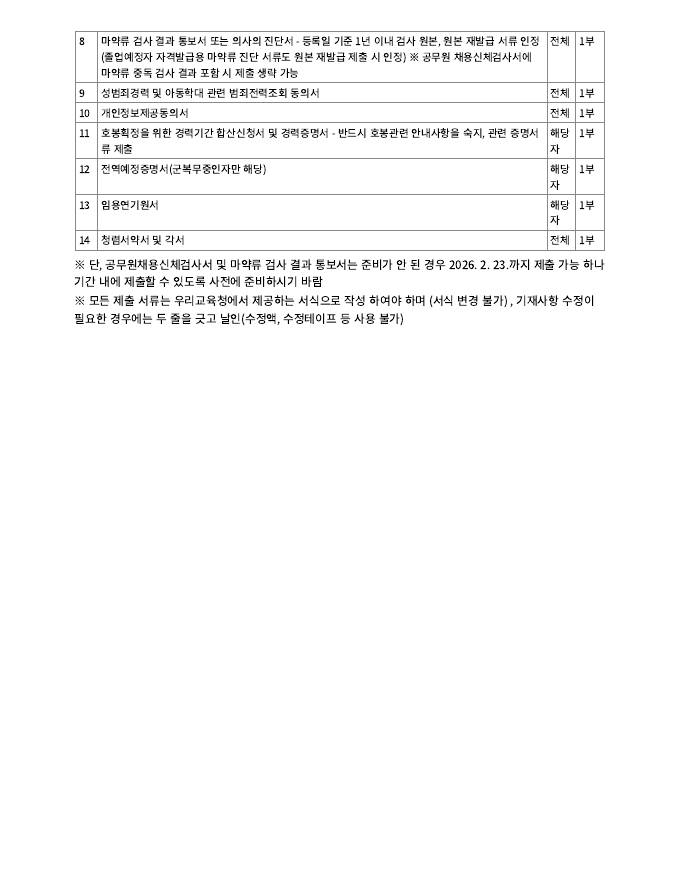 8 마약류 검사 결과 통보서 또는 의사의 진단서 - 등록일 기준 1년 이내 검사 원본, 원본 재발급 서류 인정 전체 1부
(졸업예정자 자격발급용 마약류 진단 서류도 원본 재발급 제출 시 인정) ※ 공무원 채용신체검사서에
마약류 중독 검사 결과 포함 시 제출 생략 가능
9 성범죄경력 및 아동학대 관련 범죄전력조회 동의서 전체 1부
10 개인정보제공동의서 전체 1부
11 호봉획정을 위한 경력기간 합산신청서 및 경력증명서 - 반드시 호봉관련 안내사항을 숙지, 관련 증명서 해당 1부
류 제출 자
12 전역예정증명서(군복무중인자만 해당) 해당 1부
자
13 임용연기원서 해당 1부
자
14 청렴서약서 및 각서 전체 1부
※ 단, 공무원채용신체검사서 및 마약류 검사 결과 통보서는 준비가 안 된 경우 2026. 2. 23.까지 제출 가능 하나
기간 내에 제출할 수 있도록 사전에 준비하시기 바람
※ 모든 제출 서류는 우리교육청에서 제공하는 서식으로 작성 하여야 하며 (서식 변경 불가) , 기재사항 수정이
필요한 경우에는 두 줄을 긋고 날인(수정액, 수정테이프 등 사용 불가)